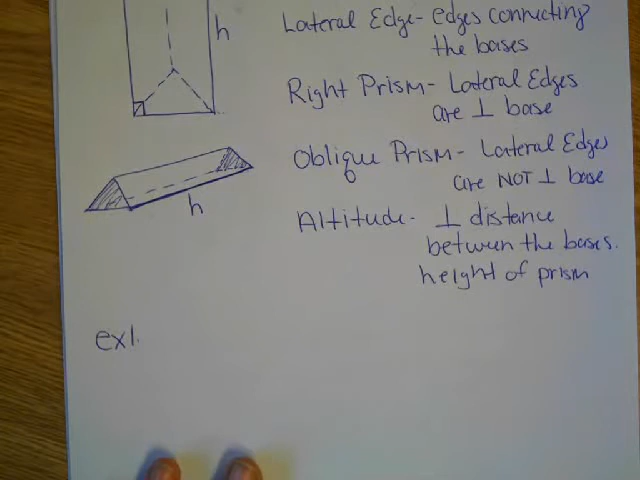 h
Lateral Edge- edges connecting
the bases
Right Prism- Lateral Edges
are ⊥ base
Oblique Prism- Lateral Edges
are NOT ⊥ base
h
Altitude- ⊥ distance
between the bases.
height of prism
ex1.